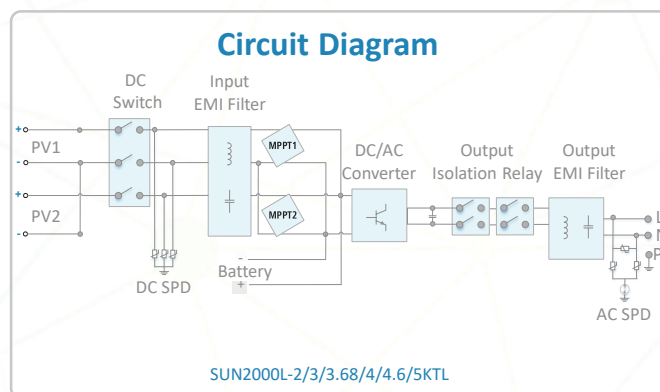 Circuit Diagram
DC
Switch
Input
EMI Filter
+
PV1
-
+
PV2
-
MPPT1
MPPT2
DC/AC
Converter
Output
Isolation Relay
Output
EMI Filter
L
N
P
-
Battery
+
DC SPD
AC SPD
SUN2000L-2/3/3.68/4/4.6/5KTL